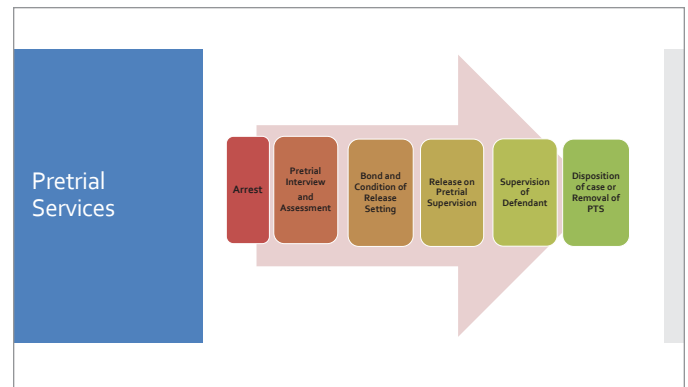 Pretrial
Services
Arrest
Pretrial
Interview
and
Assessment
Bond and
Condition of
Release
Setting
Release on
Pretrial
Supervision
Supervision
of
Defendant
Disposition
of case or
Removal of
PTS